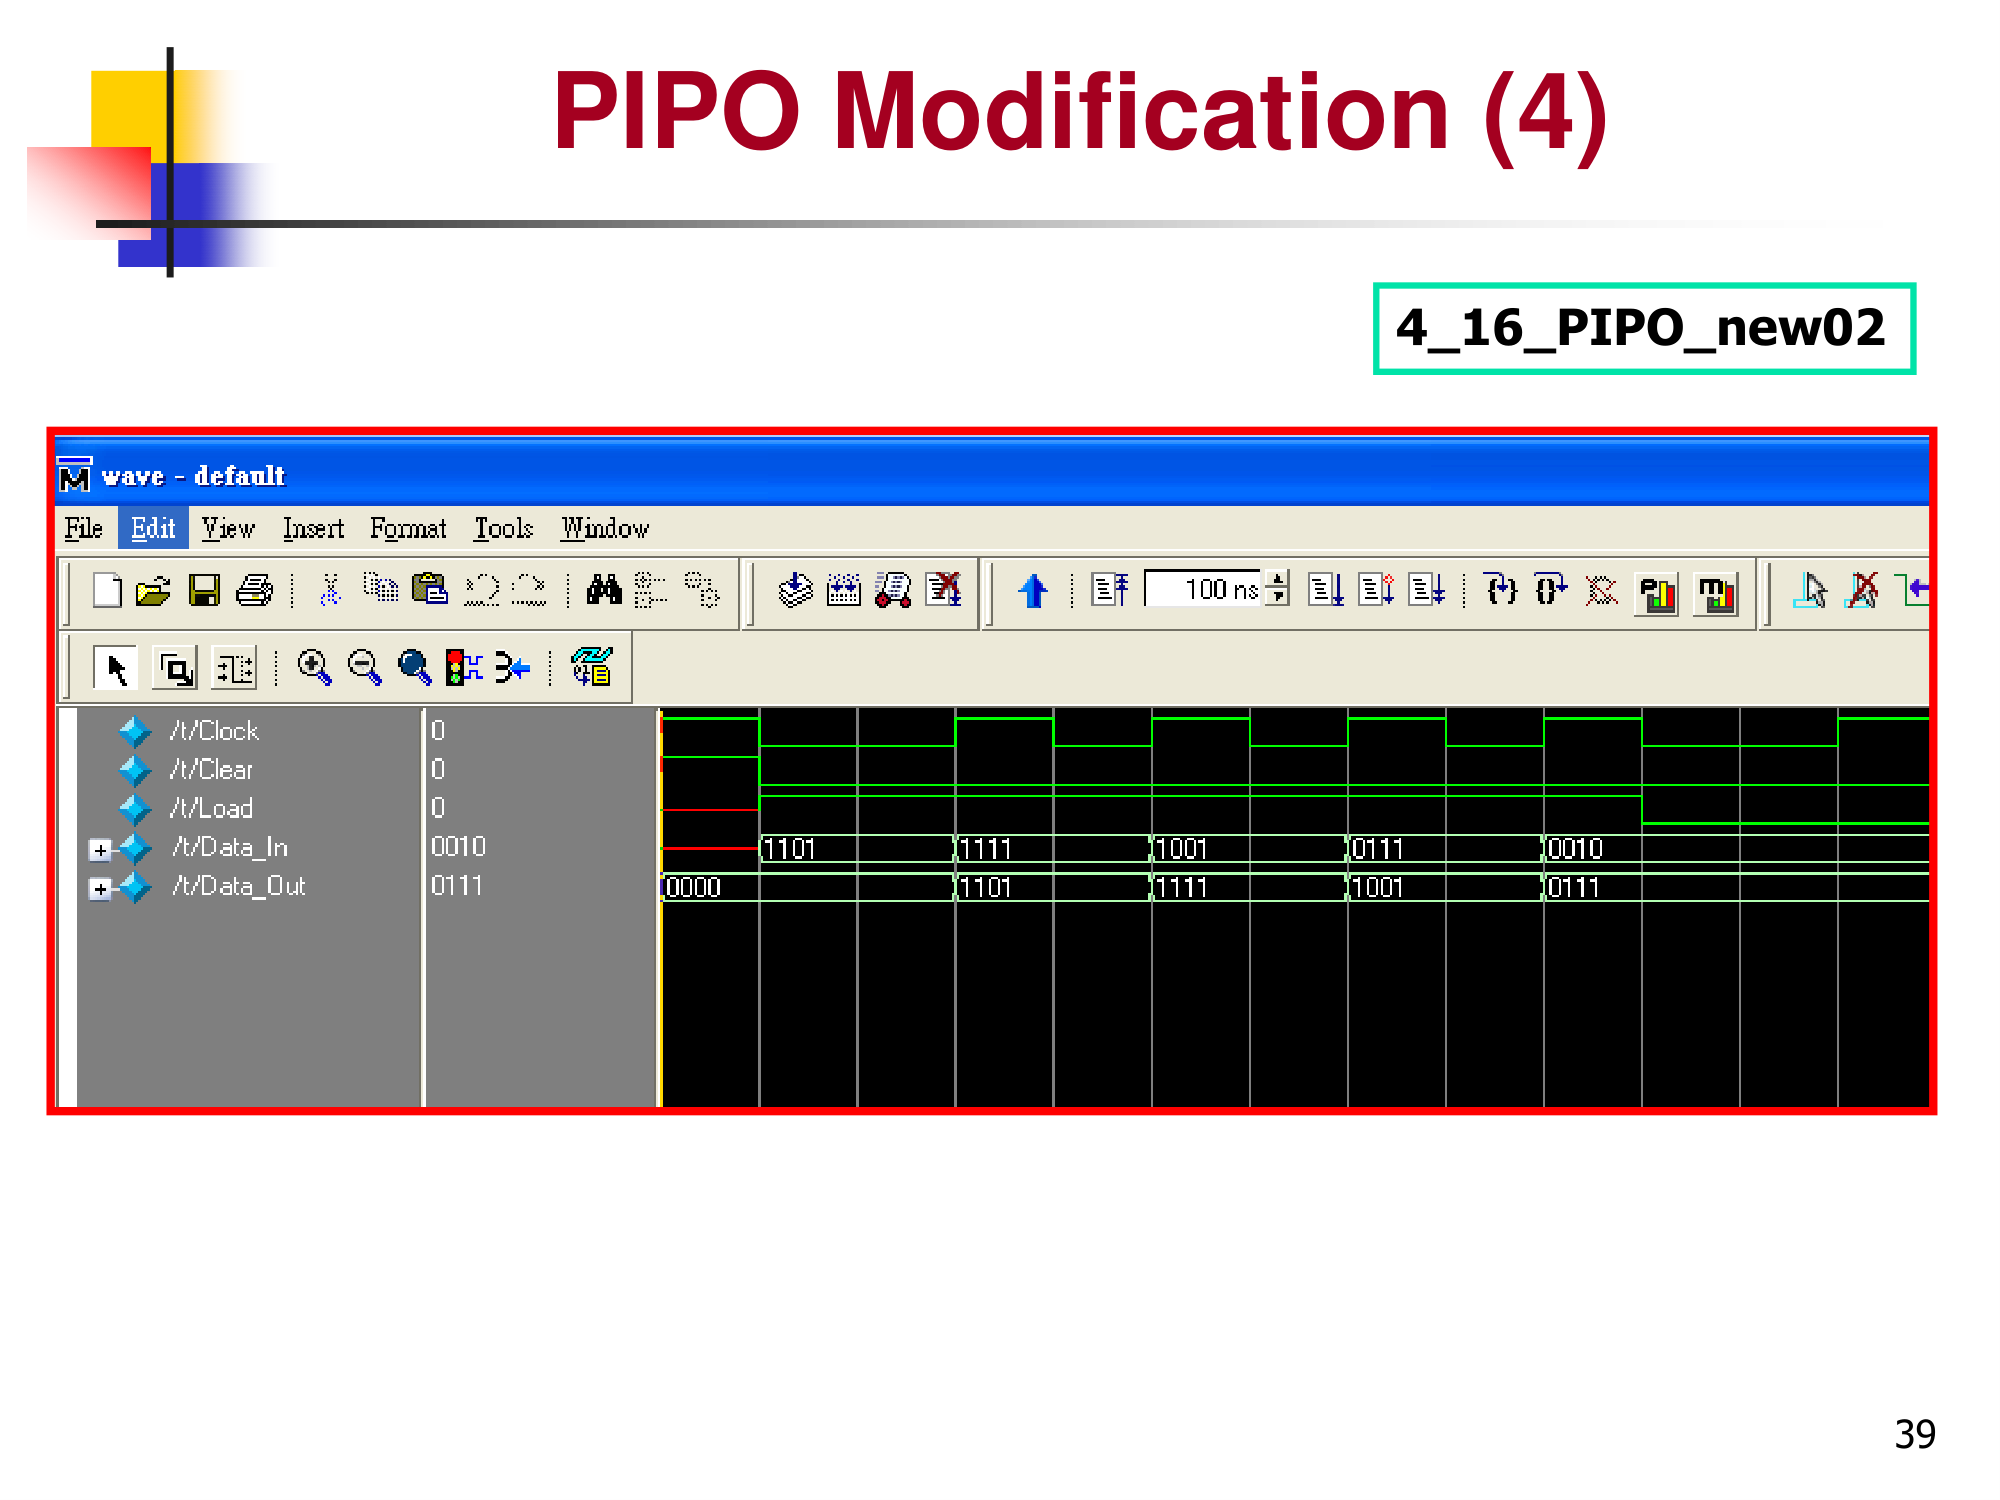 PIPO Modification (4)
4_16_PIPO_new02
wave - default
File Edit View Insert Format Tools Window
100 ns
/t/Clock 0
/t/Clear 0
/t/Load 0
/t/Data_In 0010 1101 1111 1001 0111 0010
/t/Data_Out 0111 0000 1101 1111 1001 0111
39